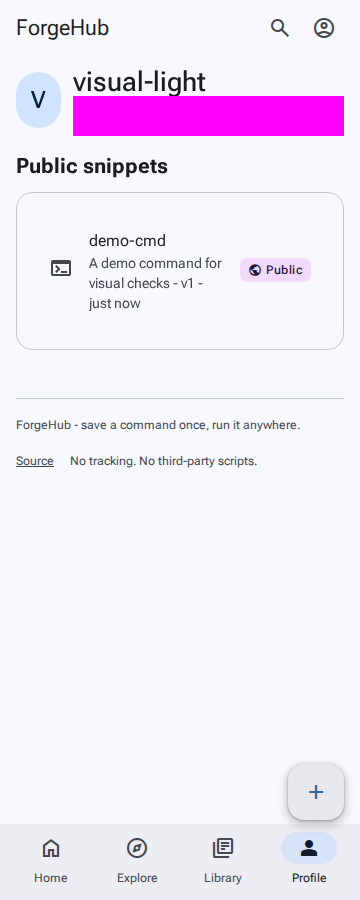 ForgeHub
V
visual-light
Public snippets
demo-cmd
A demo command for
visual checks - v1 -
just now
Public
ForgeHub - save a command once, run it anywhere.
Source No tracking. No third-party scripts.
+
Home Explore Library Profile